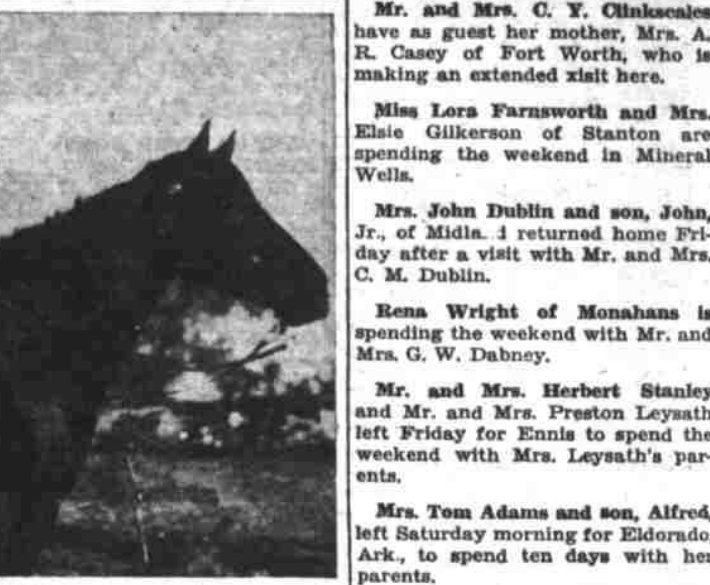 Mr. and Mrs. C. Y. Clinkscales
have as guest her mother, Mrs. A.
R. Casey of Fort Worth, who is
making an extended xisit here.
Miss Lora Farnsworth and Mrs.
Elsie Gilkerson of Stanton are
spending the weekend in Mineral
Wells.
Mrs. John Dublin and son, John,
Jr., of returned home Fri-
day after a visit with Mr. and Mrs.
C. M. Dublin.
Rena Wright of Monahans is
spending the weekend with Mr. and
Mrs. G. W. Dabney.
Mr. and Mrs. Herbert Stanley
and Mr. and Mrs. Preston Leysath
left Friday for Ennis to spend the
weekend with Mrs. Leysath's par-
ents.
Mrs. Tom Adams and son, Alfred,
left Saturday morning for Eldorado,
Ark., to spend ten days with her
parents.